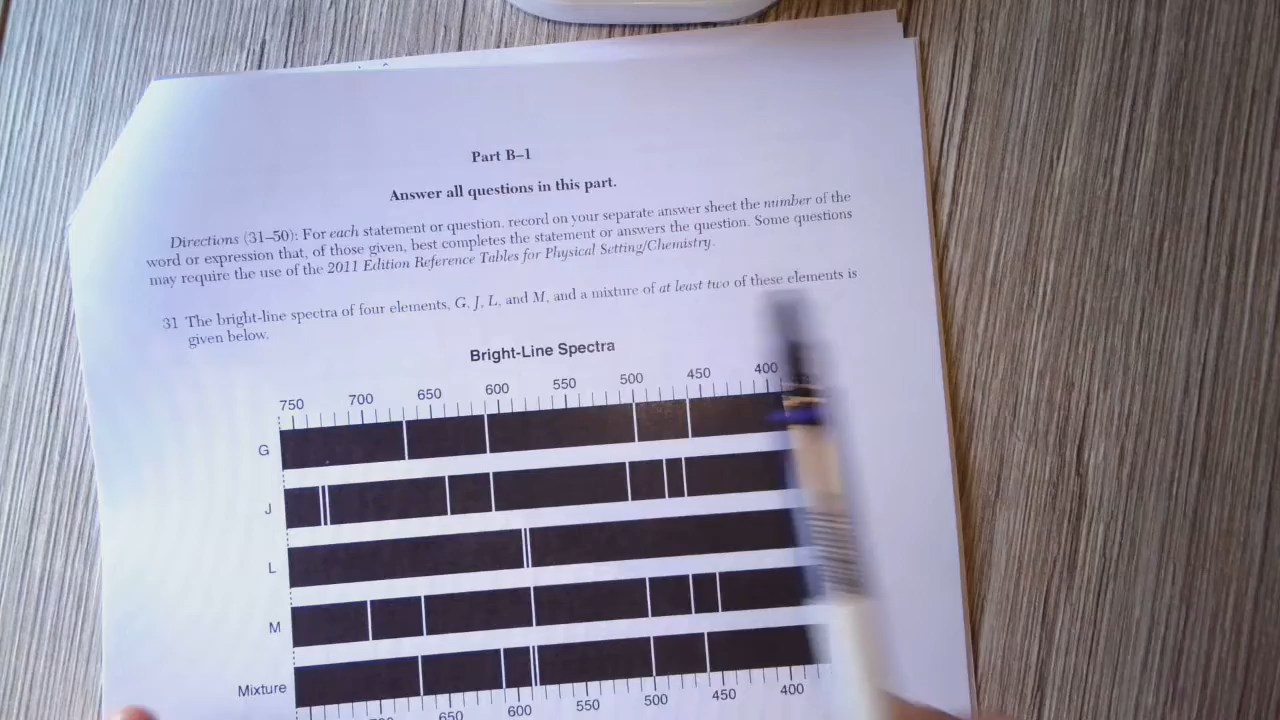 Part B–1
Answer all questions in this part.
Directions (31–50): For each statement or question, record on your separate answer sheet the number of the
word or expression that, of those given, best completes the statement or answers the question. Some questions
may require the use of the 2011 Edition Reference Tables for Physical Setting/Chemistry.
31 The bright-line spectra of four elements, G, J, L, and M, and a mixture of at least two of these elements is
given below.
Bright-Line Spectra
750 700 650 600 550 500 450 400
G
J
L
M
Mixture
650 600 550 500 450 400